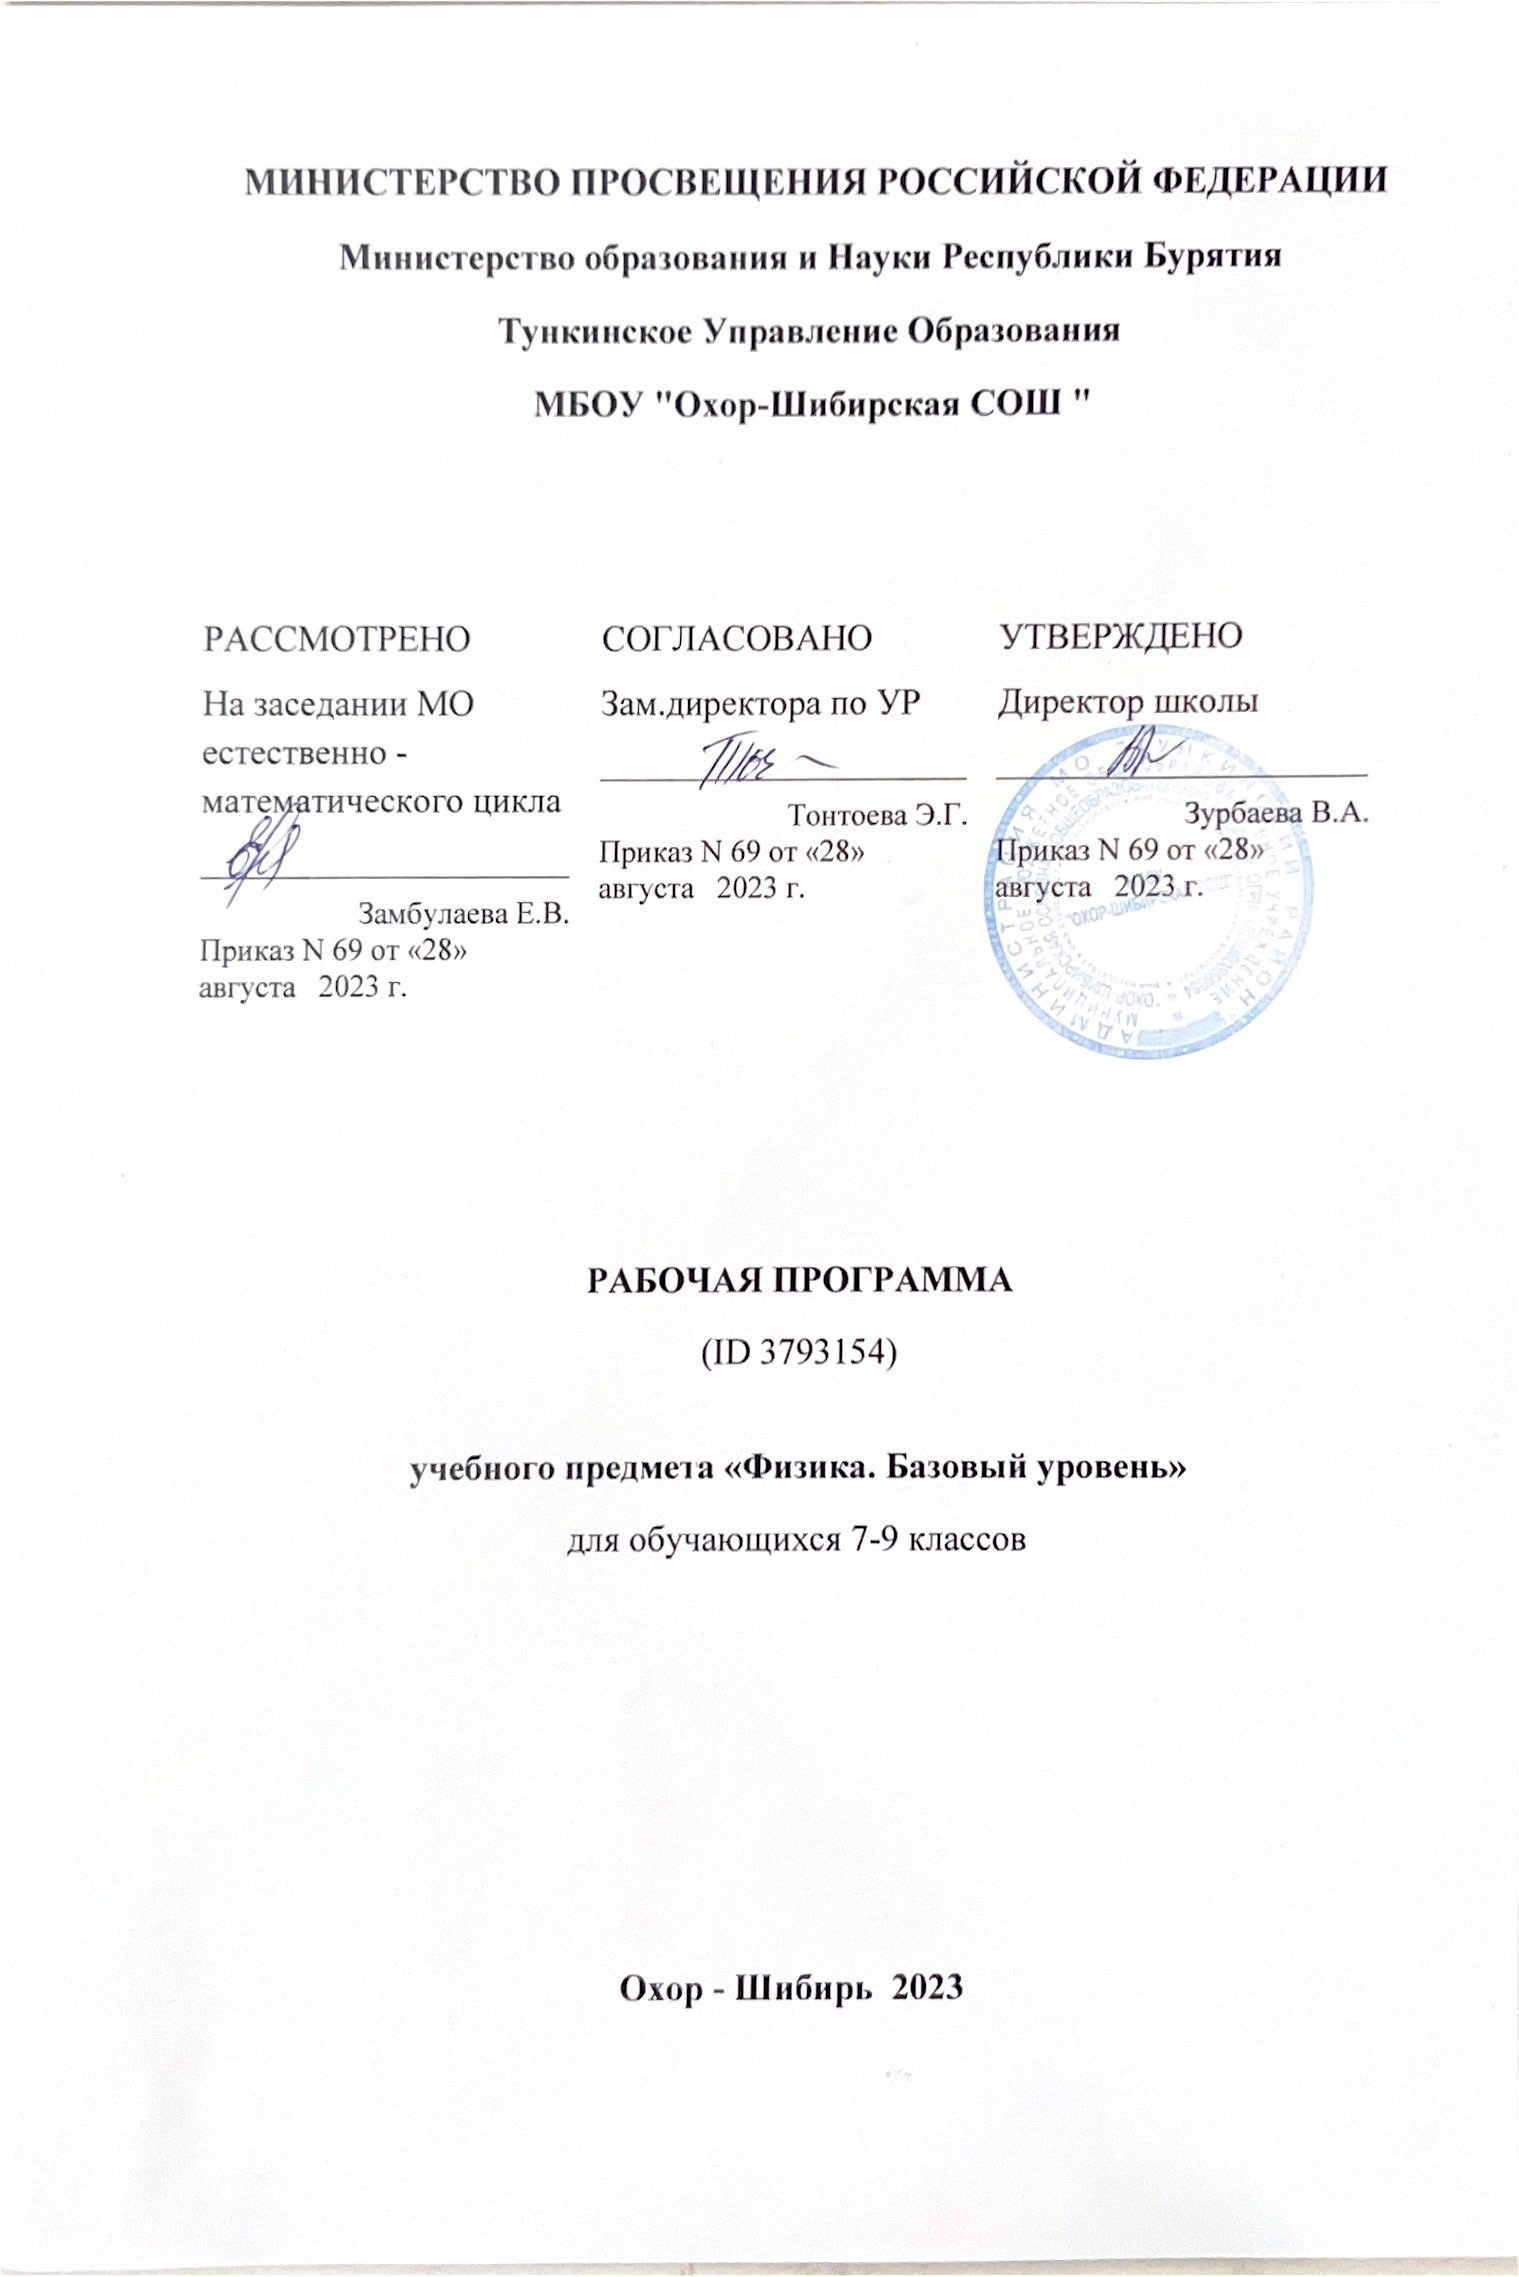 МИНИСТЕРСТВО ПРОСВЕЩЕНИЯ РОССИЙСКОЙ ФЕДЕРАЦИИ
Министерство образования и Науки Республики Бурятия
Тункинское Управление Образования
МБОУ "Охор-Шибирская СОШ "
РАССМОТРЕНО
На заседании МО
естественно -
математического цикла
Замбулаева Е.В.
Приказ N 69 от «28»
августа 2023 г.
СОГЛАСОВАНО
Зам.директора по УР
Тонтоева Э.Г.
Приказ N 69 от «28»
августа 2023 г.
УТВЕРЖДЕНО
Директор школы
Зурбаева В.А.
Приказ N 69 от «28»
августа 2023 г.
РАБОЧАЯ ПРОГРАММА
(ID 3793154)
учебного предмета «Физика. Базовый уровень»
для обучающихся 7-9 классов
Охор - Шибирь 2023